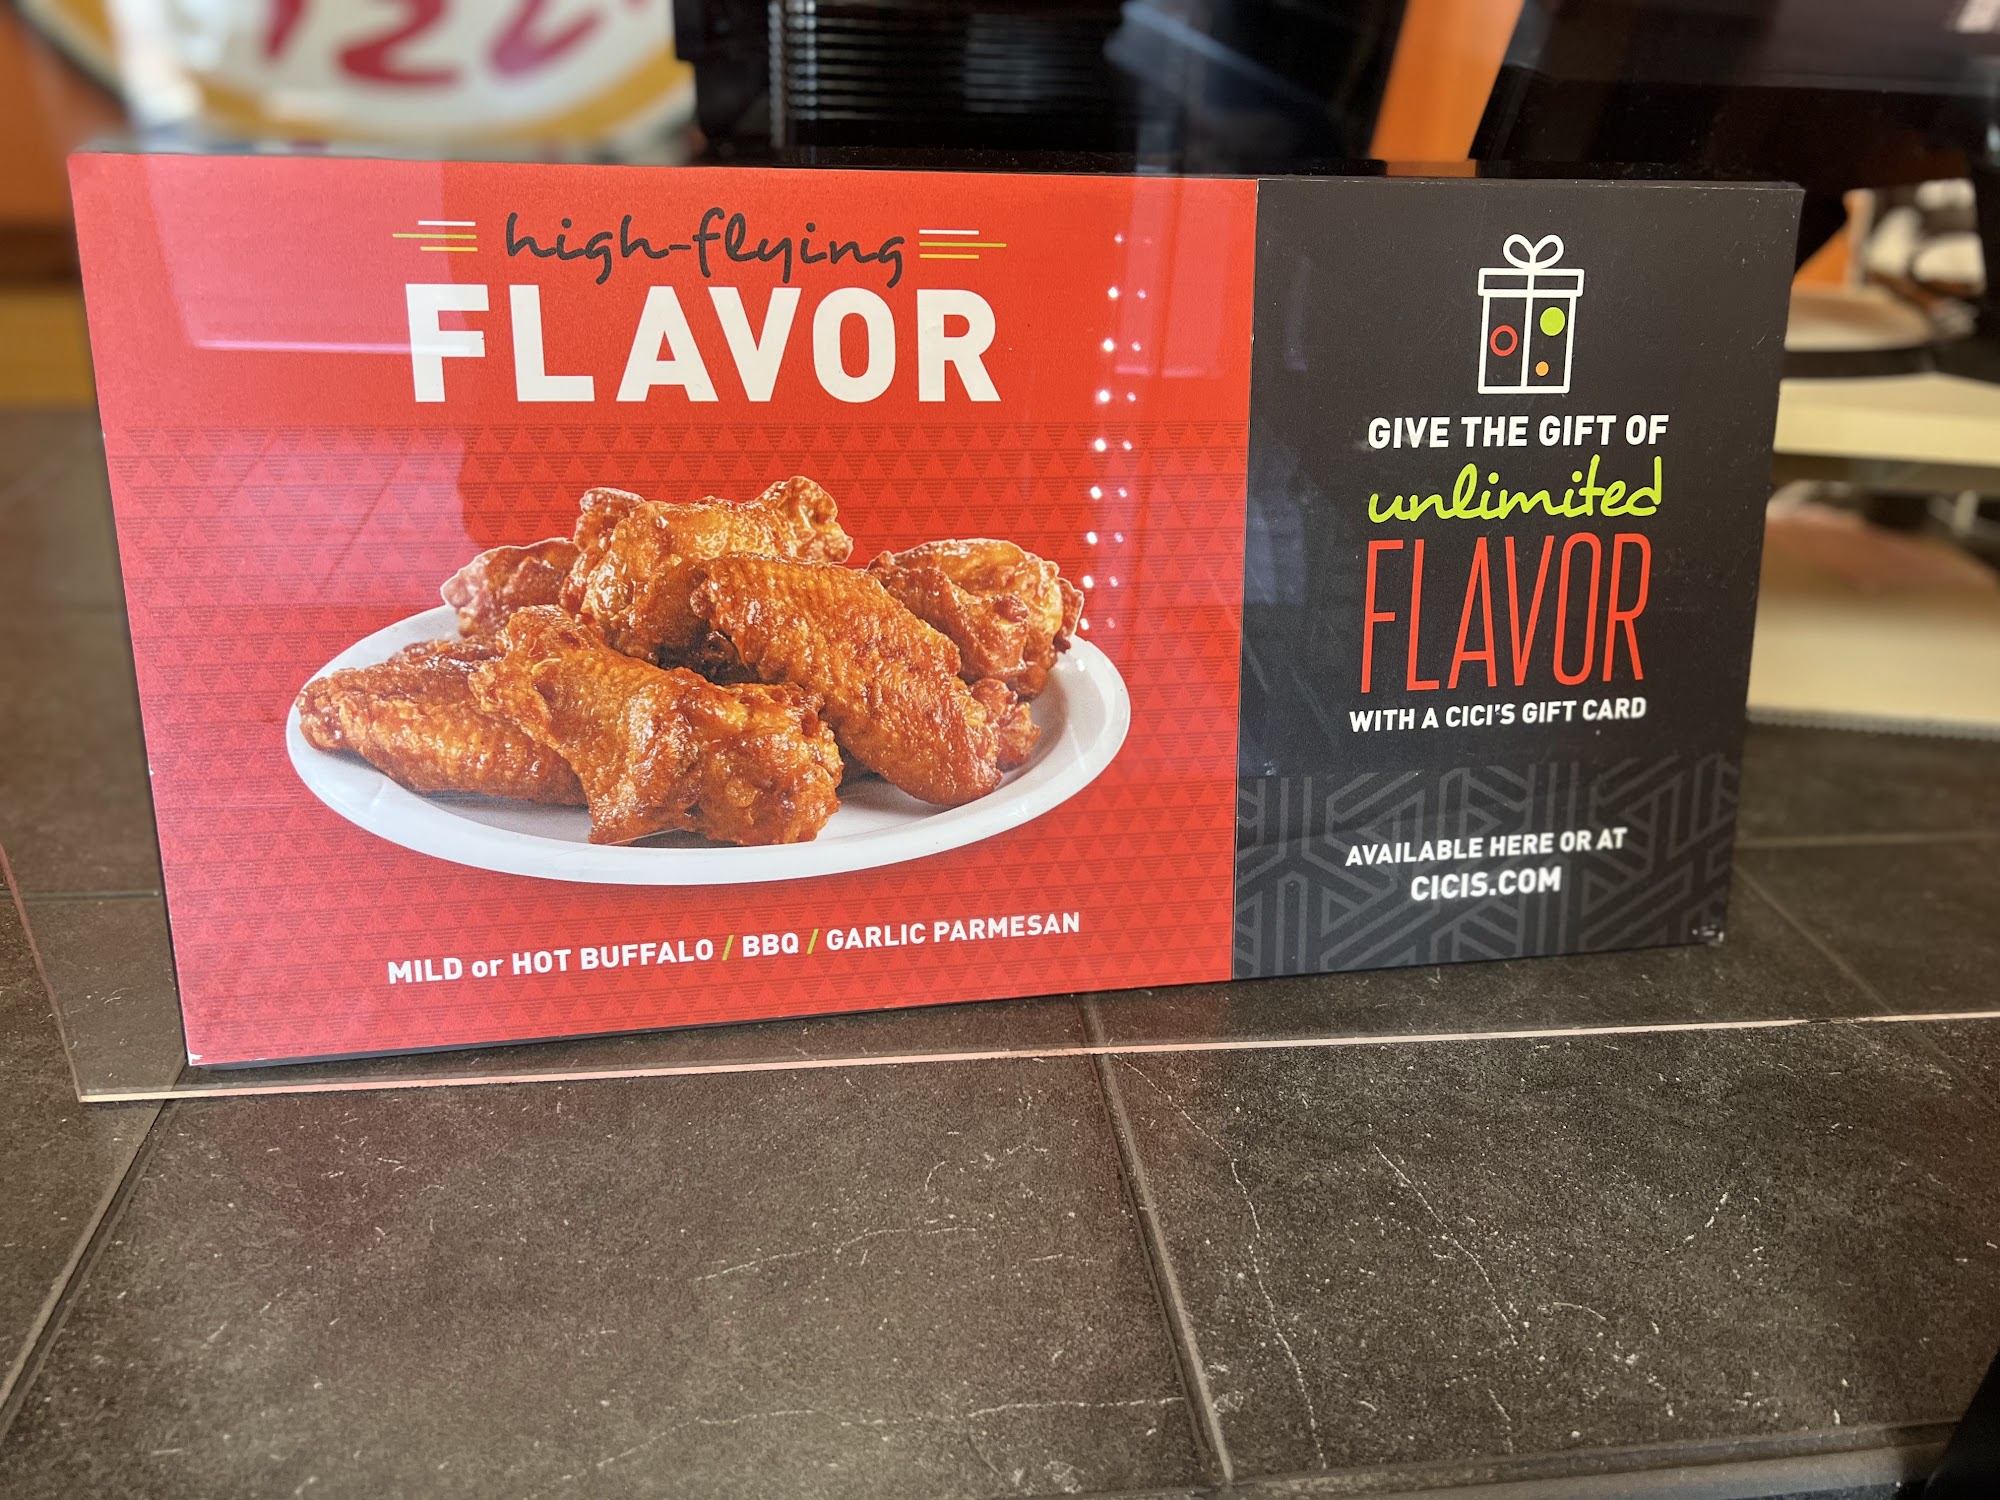 high-flying
FLAVOR
MILD or HOT BUFFALO / BBQ / GARLIC PARMESAN
GIVE THE GIFT OF
unlimited
FLAVOR
WITH A CICI'S GIFT CARD
AVAILABLE HERE OR AT
CICIS.COM